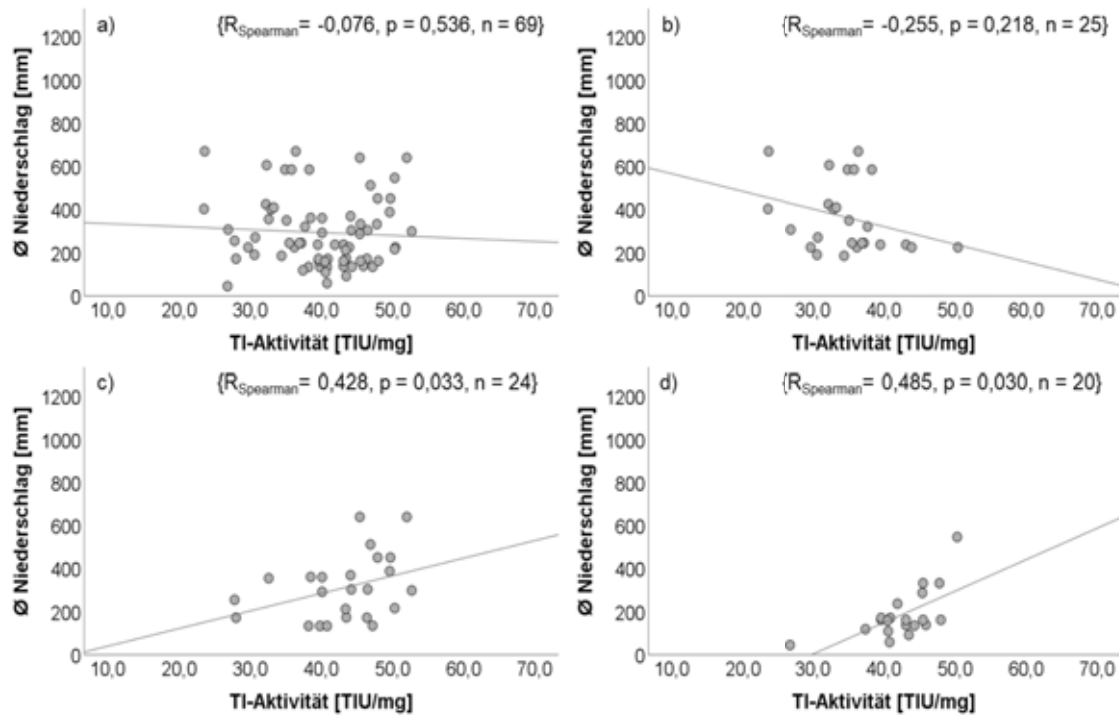 a) {R_Spearman = -0,076, p = 0,536, n = 69}
Ø Niederschlag [mm]
1200
1000
800
600
400
200
0
10,0 20,0 30,0 40,0 50,0 60,0 70,0
TI-Aktivität [TIU/mg]
b) {R_Spearman = -0,255, p = 0,218, n = 25}
Ø Niederschlag [mm]
1200
1000
800
600
400
200
0
10,0 20,0 30,0 40,0 50,0 60,0 70,0
TI-Aktivität [TIU/mg]
c) {R_Spearman = 0,428, p = 0,033, n = 24}
Ø Niederschlag [mm]
1200
1000
800
600
400
200
0
10,0 20,0 30,0 40,0 50,0 60,0 70,0
TI-Aktivität [TIU/mg]
d) {R_Spearman = 0,485, p = 0,030, n = 20}
Ø Niederschlag [mm]
1200
1000
800
600
400
200
0
10,0 20,0 30,0 40,0 50,0 60,0 70,0
TI-Aktivität [TIU/mg]